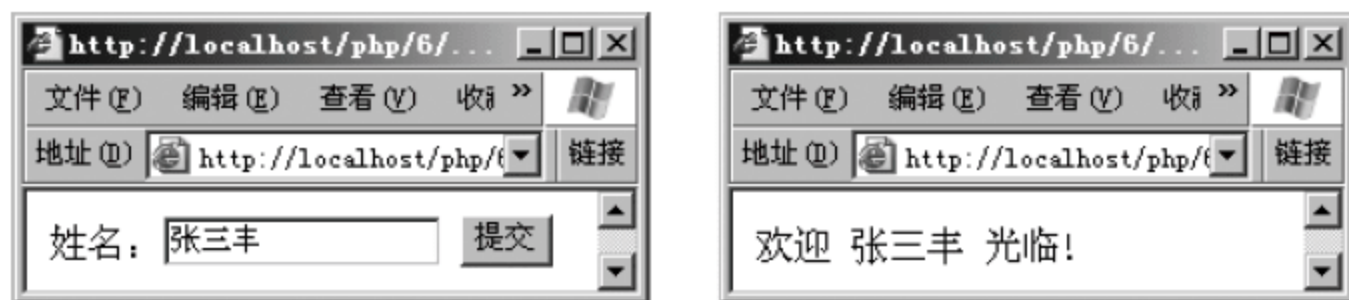 http://localhost/php/6/...
文件(F) 编辑(E) 查看(V) »
地址(D) http://localhost/php/ 链接
姓名: 张三丰 提交
http://localhost/php/6/...
文件(F) 编辑(E) 查看(V) »
地址(D) http://localhost/php/ 链接
欢迎 张三丰 光临!